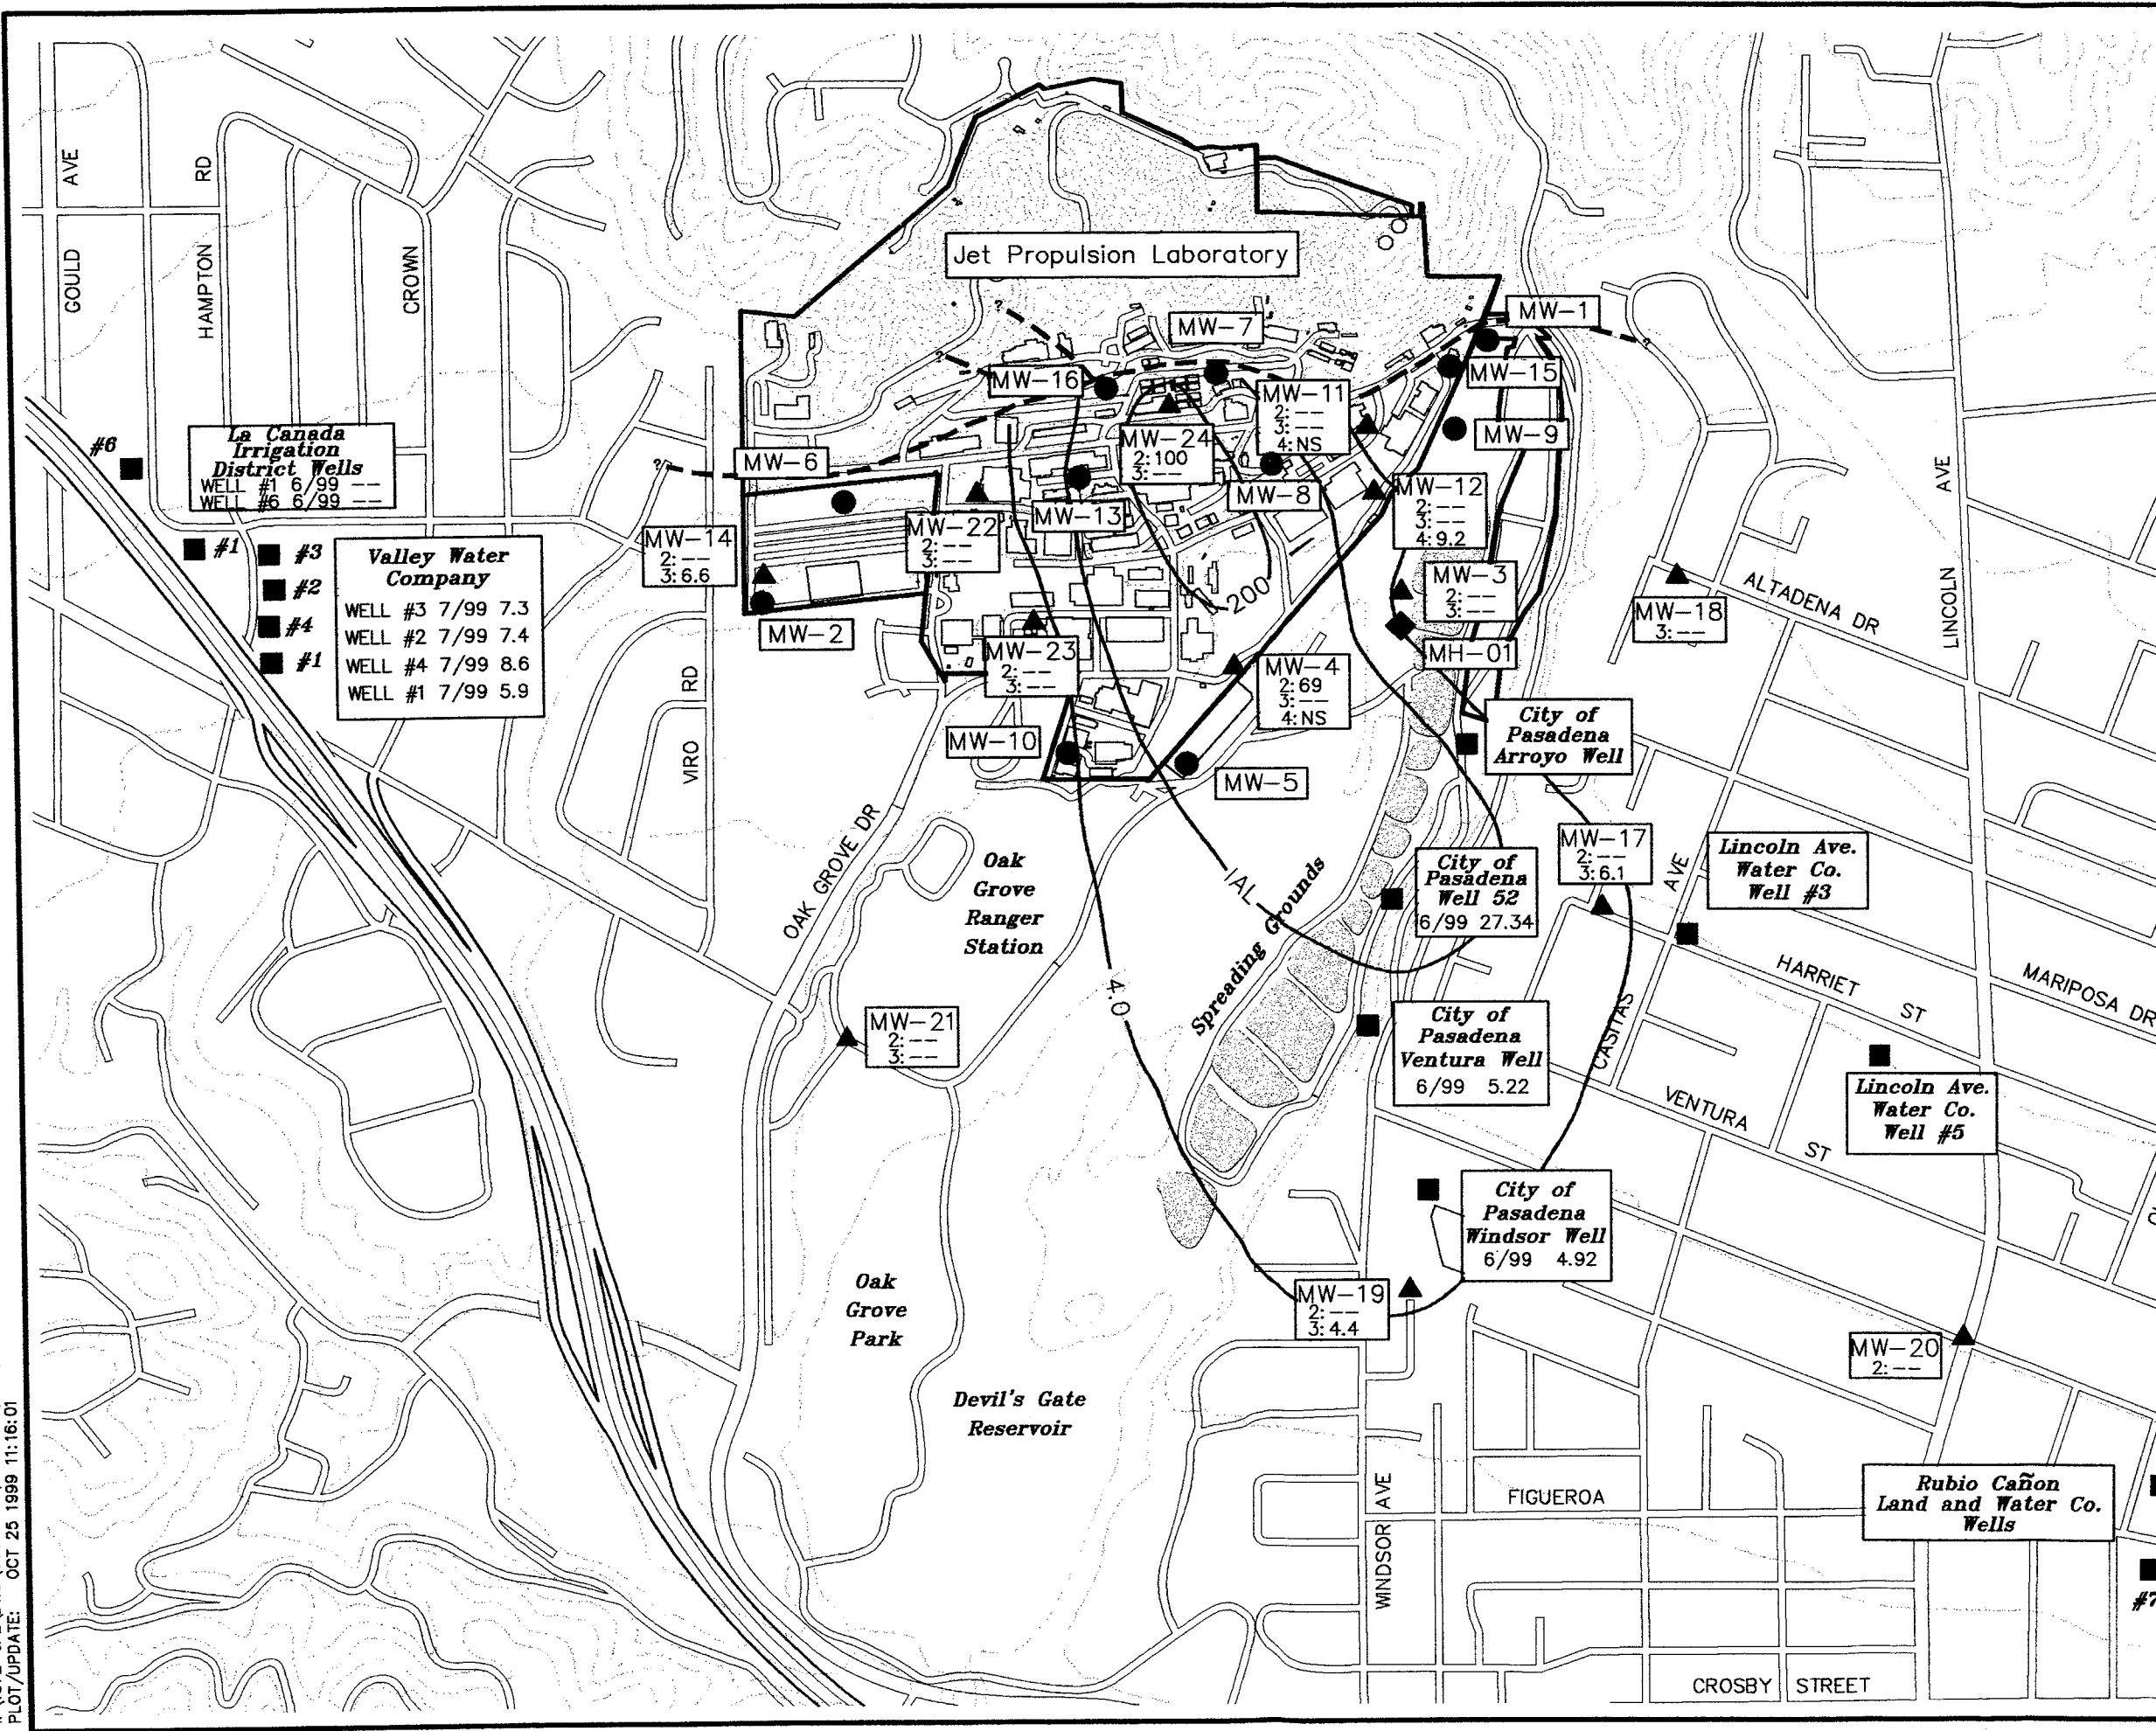 Jet Propulsion Laboratory
GOULD
AVE
HAMPTON
RD
CROWN
#6
La Canada
Irrigation
District Wells
WELL #1 6/99 --
WELL #6 6/99 --
#1
#3
#2
#4
#1
Valley Water
Company
WELL #3 7/99 7.3
WELL #2 7/99 7.4
WELL #4 7/99 8.6
WELL #1 7/99 5.9
?
?
?
?
MW-1
MW-7
MW-16
MW-11
2: --
3: --
4: NS
MW-15
MW-9
MW-6
MW-24
2: 100
3: --
MW-8
MW-12
2: --
3: --
4: 9.2
MW-14
2: --
3: 6.6
MW-22
2: --
3: --
MW-13
MW-3
2: --
3: --
200
MW-2
MW-23
2: --
3: --
MW-4
2: 69
3: --
4: NS
MH-01
MW-18
3: --
ALTADENA DR
LINCOLN
AVE
MW-10
MW-5
VIRO
RD
OAK GROVE DR
City of
Pasadena
Arroyo Well
MW-17
2: --
3: 6.1
AVE
CASITAS
Lincoln Ave.
Water Co.
Well #3
Oak
Grove
Ranger
Station
IAL
4.0
Spreading Grounds
City of
Pasadena
Well 52
6/99 27.34
HARRIET
ST
MARIPOSA DR
MW-21
2: --
3: --
City of
Pasadena
Ventura Well
6/99 5.22
VENTURA
ST
Lincoln Ave.
Water Co.
Well #5
City of
Pasadena
Windsor Well
6/99 4.92
Oak
Grove
Park
MW-19
2: --
3: 4.4
MW-20
2: --
Devil's Gate
Reservoir
WINDSOR AVE
FIGUEROA
Rubio Cañon
Land and Water Co.
Wells
#7
CROSBY STREET
PLOT/UPDATE: OCT 25 1999 11:16:01